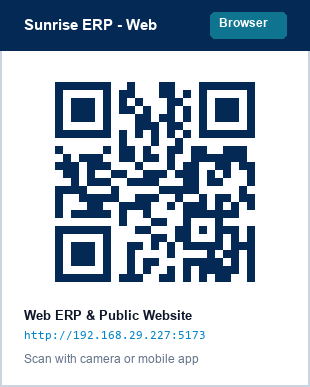 Sunrise ERP - Web
Browser
Web ERP & Public Website
http://192.168.29.227:5173
Scan with camera or mobile app